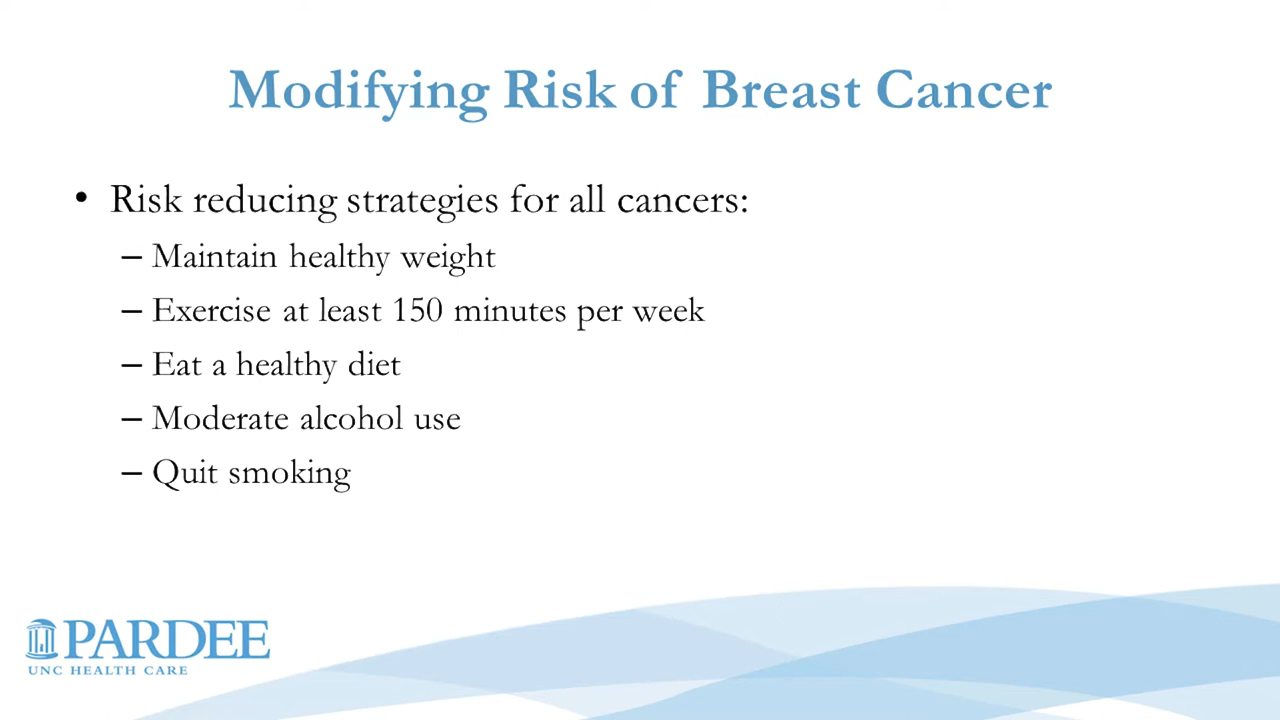 Modifying Risk of Breast Cancer
• Risk reducing strategies for all cancers:
– Maintain healthy weight
– Exercise at least 150 minutes per week
– Eat a healthy diet
– Moderate alcohol use
– Quit smoking
PARDEE
UNC HEALTH CARE